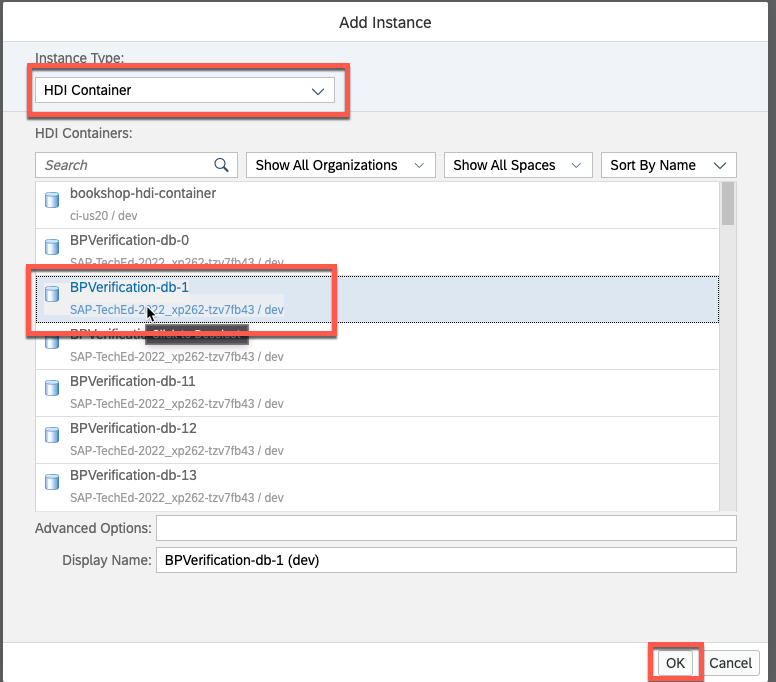 Add Instance
Instance Type:
HDI Container
HDI Containers:
Search
Show All Organizations
Show All Spaces
Sort By Name
bookshop-hdi-container
ci-us20 / dev
BPVerification-db-0
SAP-TechEd-2022_xp262-tzv7fb43 / dev
BPVerification-db-1
SAP-TechEd-2022_xp262-tzv7fb43 / dev
Click to Deselect
SAP-TechEd-2022_xp262-tzv7fb43 / dev
BPVerification-db-11
SAP-TechEd-2022_xp262-tzv7fb43 / dev
BPVerification-db-12
SAP-TechEd-2022_xp262-tzv7fb43 / dev
BPVerification-db-13
SAP-TechEd-2022_xp262-tzv7fb43 / dev
Advanced Options:
Display Name: BPVerification-db-1 (dev)
OK
Cancel